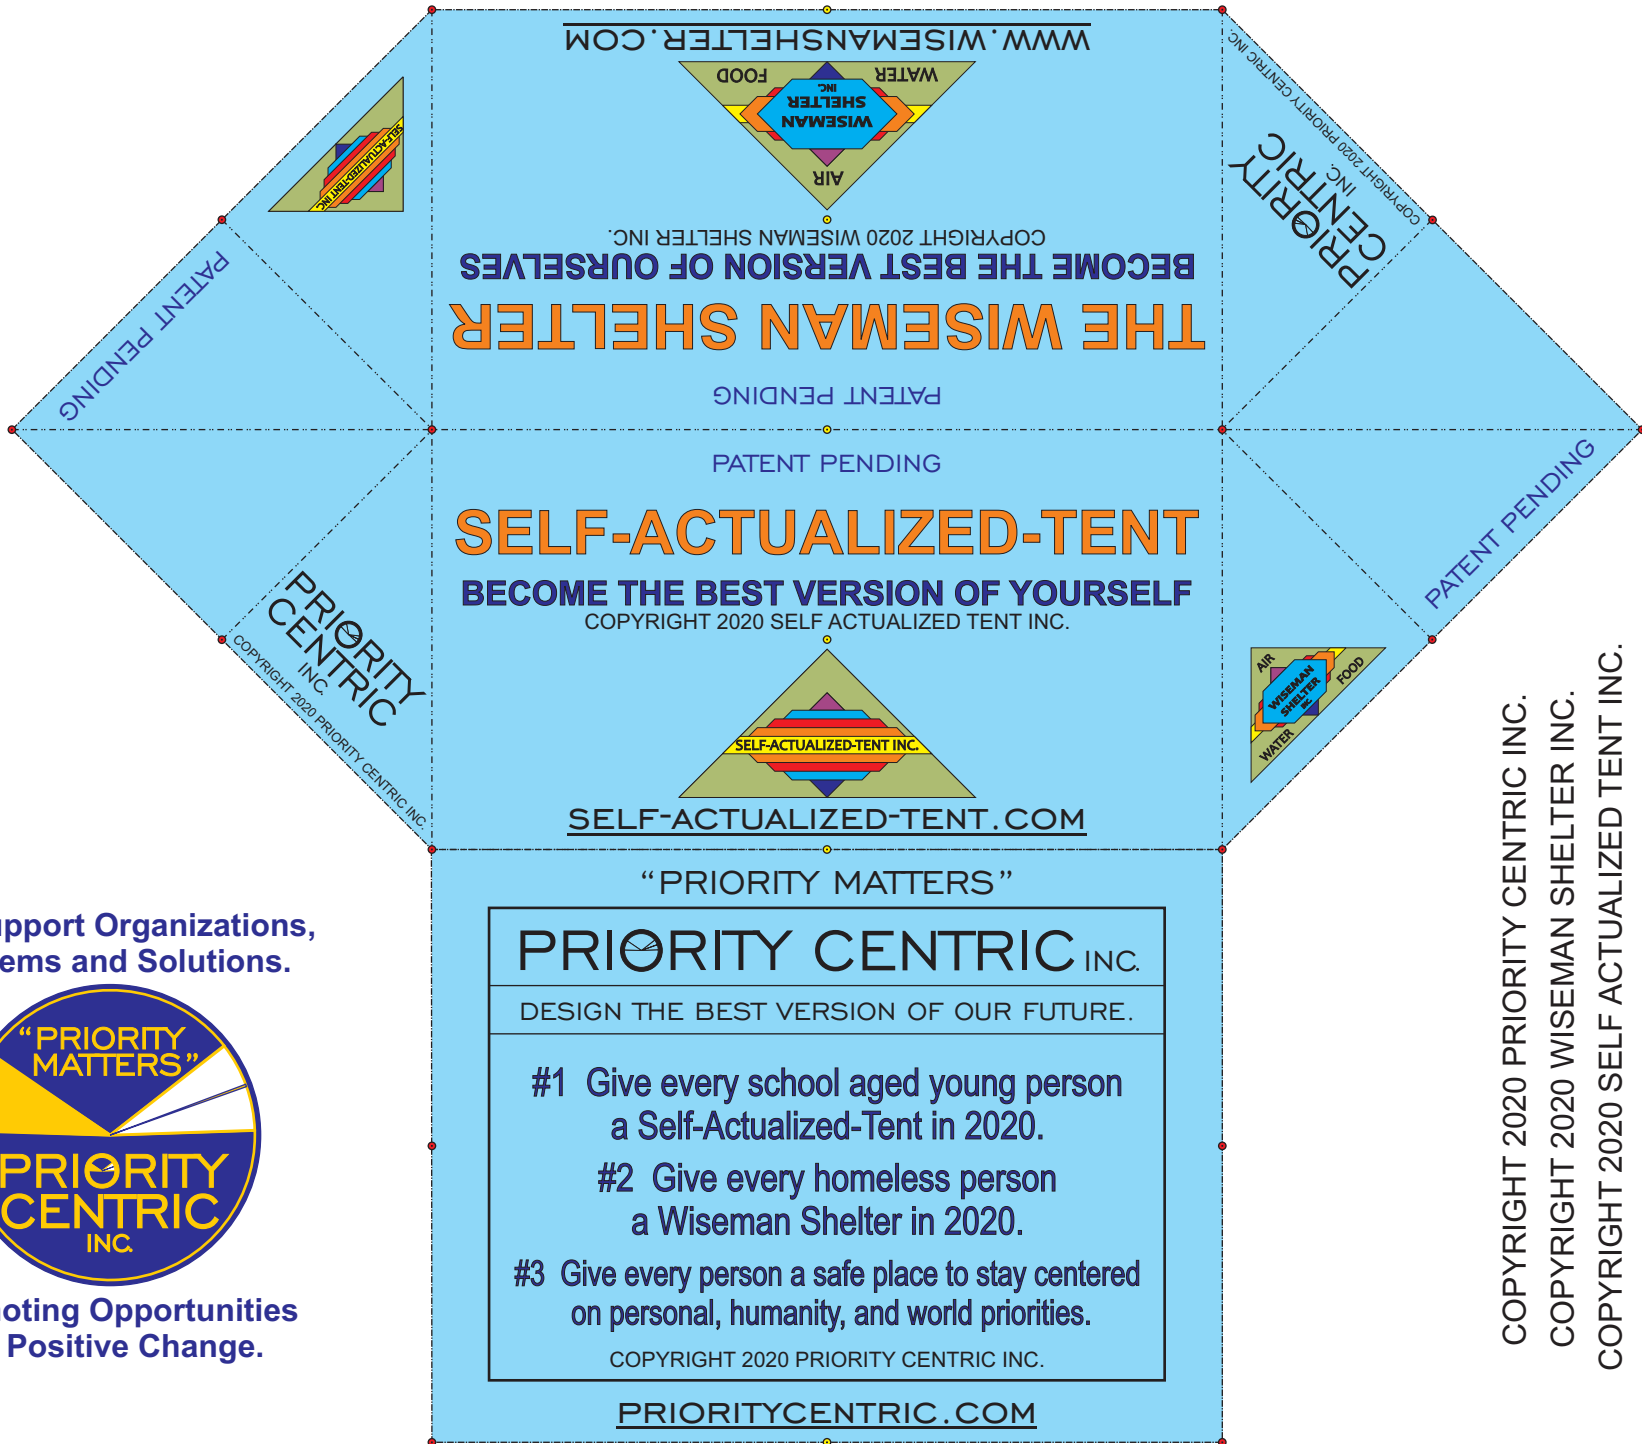 WWW.WISEMANSHELTER.COM
FOOD
WATER
WISEMAN
SHELTER
INC.
AIR
COPYRIGHT 2020 WISEMAN SHELTER INC.
BECOME THE BEST VERSION OF OURSELVES
THE WISEMAN SHELTER
PATENT PENDING
SELF-ACTUALIZED-TENT INC.
PATENT PENDING
COPYRIGHT 2020 PRIORITY CENTRIC INC.
PRIORITY
CENTRIC
INC.
PATENT PENDING
SELF-ACTUALIZED-TENT
BECOME THE BEST VERSION OF YOURSELF
COPYRIGHT 2020 SELF ACTUALIZED TENT INC.
SELF-ACTUALIZED-TENT INC.
SELF-ACTUALIZED-TENT.COM
PRIORITY
CENTRIC
INC.
COPYRIGHT 2020 PRIORITY CENTRIC INC.
PATENT PENDING
AIR
FOOD
WISEMAN
SHELTER
INC.
WATER
"PRIORITY MATTERS"
PRIORITY CENTRIC INC.
DESIGN THE BEST VERSION OF OUR FUTURE.
#1 Give every school aged young person
a Self-Actualized-Tent in 2020.
#2 Give every homeless person
a Wiseman Shelter in 2020.
#3 Give every person a safe place to stay centered
on personal, humanity, and world priorities.
COPYRIGHT 2020 PRIORITY CENTRIC INC.
PRIORITYCENTRIC.COM
Organizations,
and Solutions.
"PRIORITY
MATTERS"
PRIORITY
CENTRIC
INC.
Opportunities
Positive Change.
COPYRIGHT 2020 PRIORITY CENTRIC INC.
COPYRIGHT 2020 WISEMAN SHELTER INC.
COPYRIGHT 2020 SELF ACTUALIZED TENT INC.